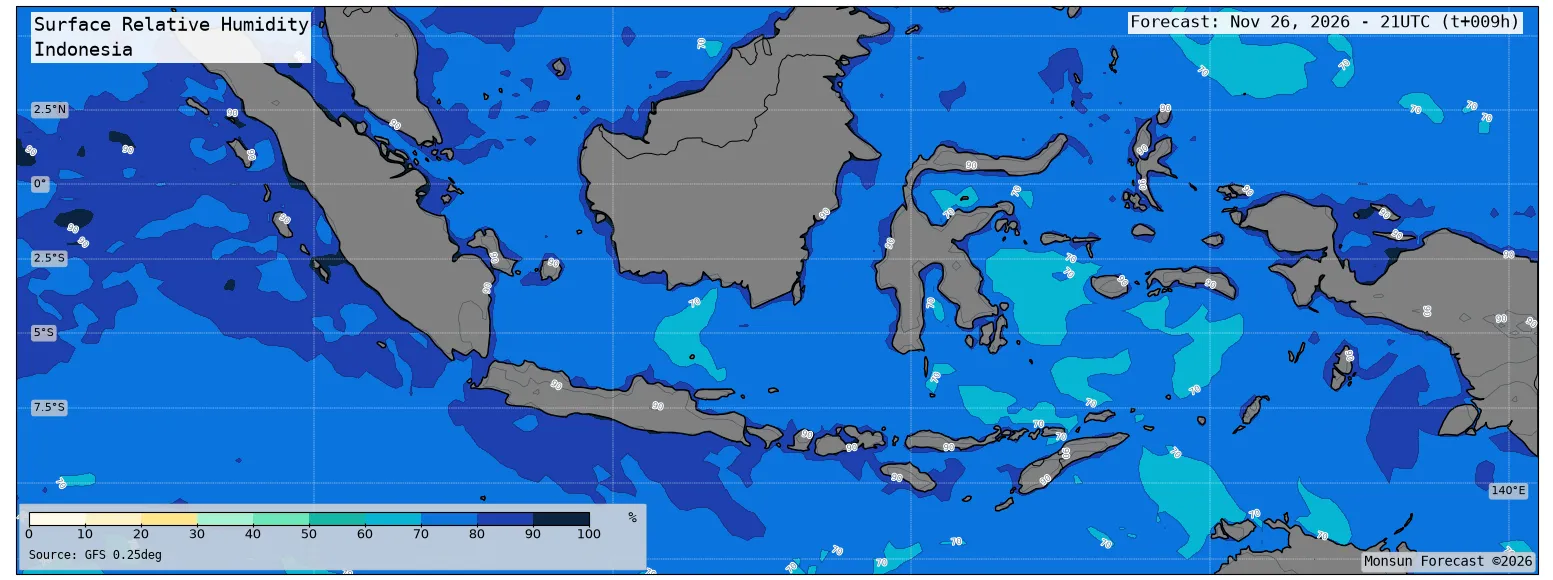 Surface Relative Humidity
Indonesia
Forecast: Nov 26, 2026 - 21UTC (t+009h)
2.5°N
0°
2.5°S
5°S
7.5°S
140°E
0 10 20 30 40 50 60 70 80 90 100 %
Source: GFS 0.25deg
Monsun Forecast ©2026